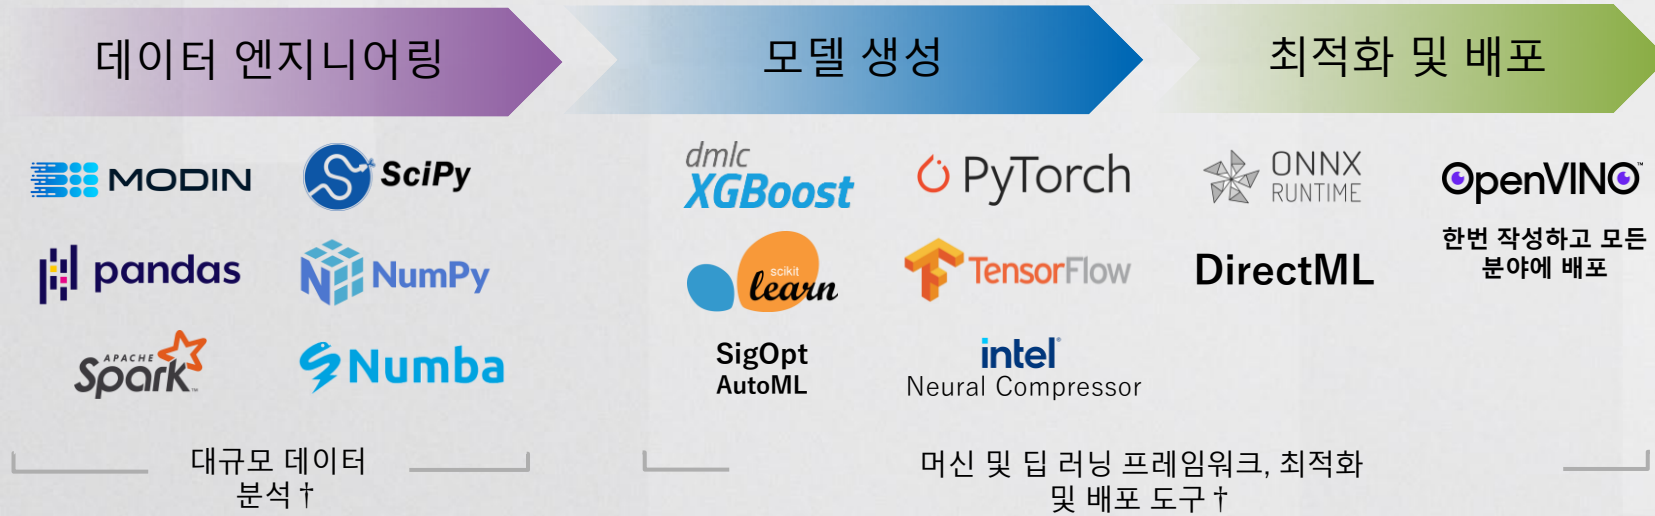 데이터 엔지니어링
모델 생성
최적화 및 배포
MODIN
SciPy
pandas
NumPy
APACHE
Spark™
Numba
dmlc
XGBoost
PyTorch
scikit
learn
TensorFlow
SigOpt
AutoML
intel
Neural Compressor
ONNX
RUNTIME
DirectML
OpenVINO™
한번 작성하고 모든
분야에 배포
대규모 데이터
분석 †
머신 및 딥 러닝 프레임워크, 최적화
및 배포 도구 †